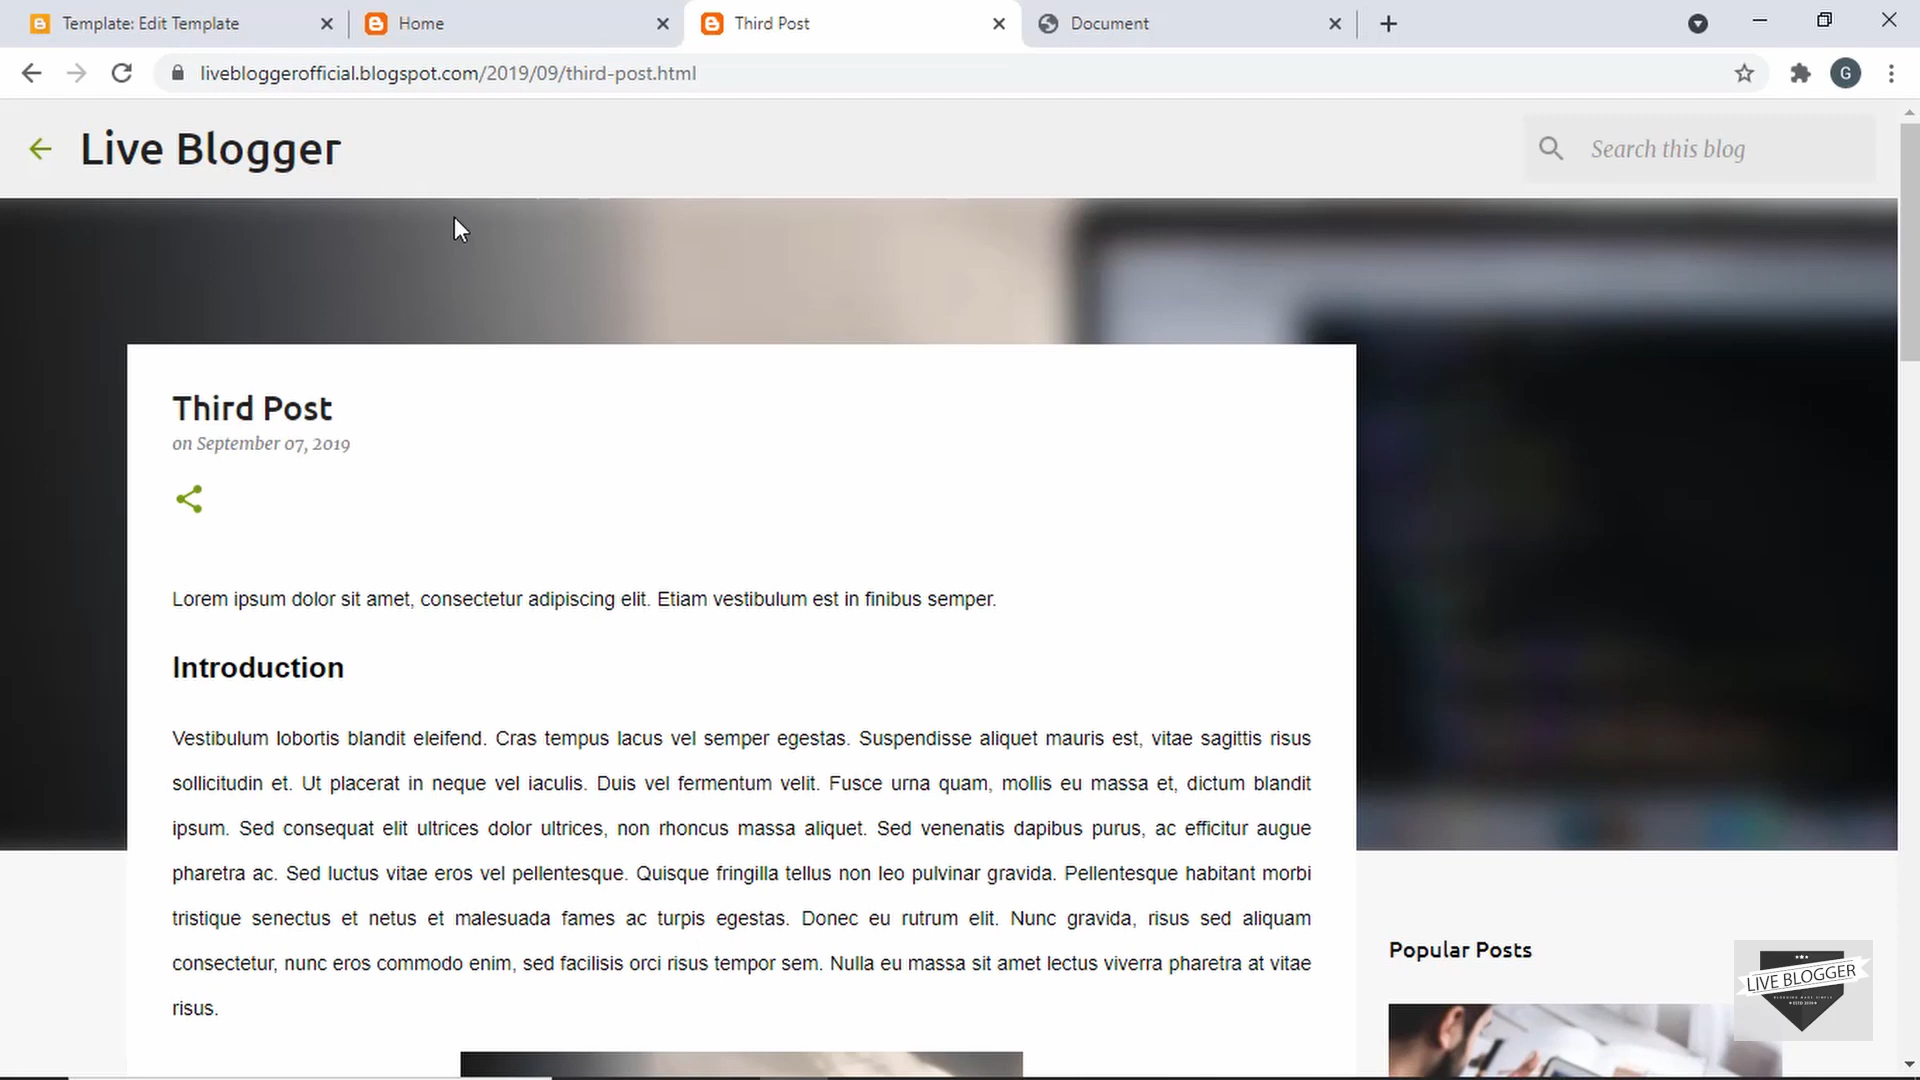 Template: Edit Template
Home
Third Post
Document
livebloggerofficial.blogspot.com/2019/09/third-post.html
G
Live Blogger
Search this blog
Third Post
on September 07, 2019
Lorem ipsum dolor sit amet, consectetur adipiscing elit. Etiam vestibulum est in finibus semper.
Introduction
Vestibulum lobortis blandit eleifend. Cras tempus lacus vel semper egestas. Suspendisse aliquet mauris est, vitae sagittis risus
sollicitudin et. Ut placerat in neque vel iaculis. Duis vel fermentum velit. Fusce urna quam, mollis eu massa et, dictum blandit
ipsum. Sed consequat elit ultrices dolor ultrices, non rhoncus massa aliquet. Sed venenatis dapibus purus, ac efficitur augue
pharetra ac. Sed luctus vitae eros vel pellentesque. Quisque fringilla tellus non leo pulvinar gravida. Pellentesque habitant morbi
tristique senectus et netus et malesuada fames ac turpis egestas. Donec eu rutrum elit. Nunc gravida, risus sed aliquam
consectetur, nunc eros commodo enim, sed facilisis orci risus tempor sem. Nulla eu massa sit amet lectus viverra pharetra at vitae
risus.
Popular Posts
LIVE BLOGGER